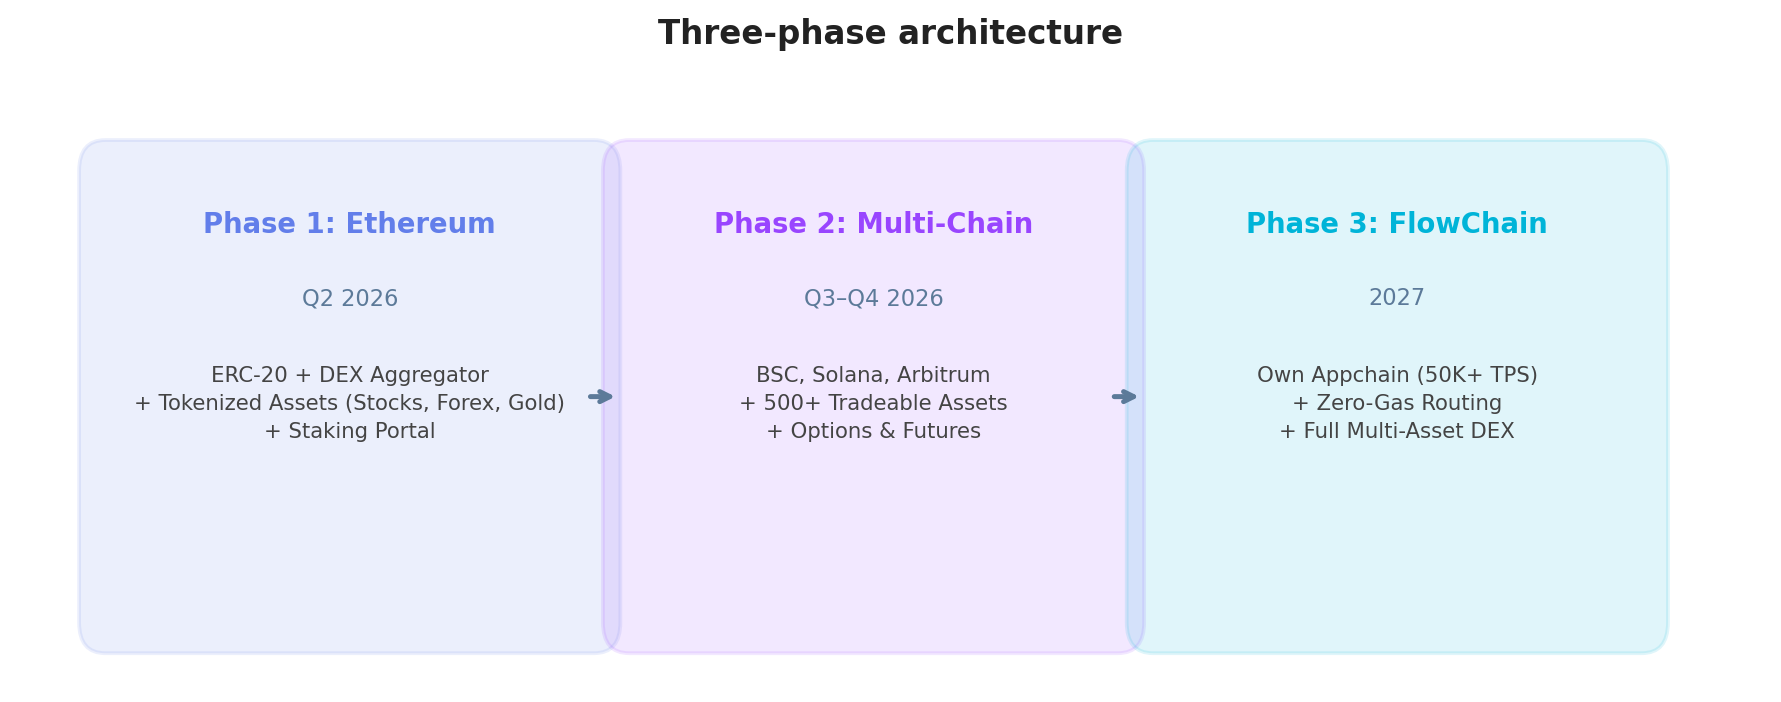 Three-phase architecture
Phase 1: Ethereum
Q2 2026
ERC-20 + DEX Aggregator
+ Tokenized Assets (Stocks, Forex, Gold)
+ Staking Portal
Phase 2: Multi-Chain
Q3–Q4 2026
BSC, Solana, Arbitrum
+ 500+ Tradeable Assets
+ Options & Futures
Phase 3: FlowChain
2027
Own Appchain (50K+ TPS)
+ Zero-Gas Routing
+ Full Multi-Asset DEX